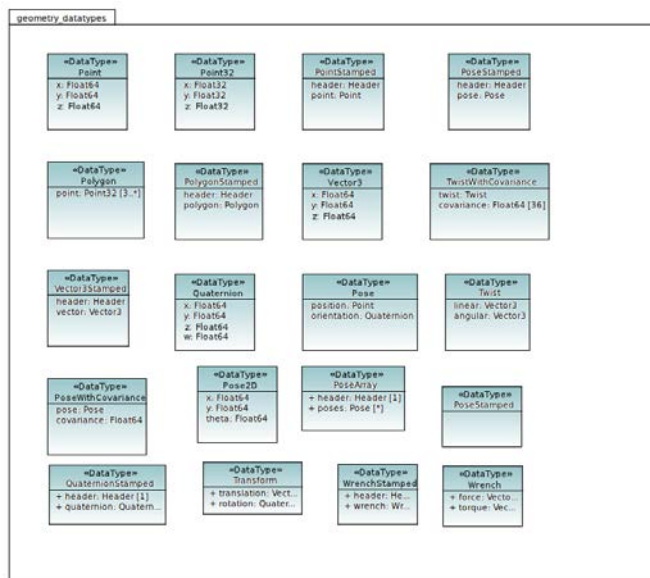 geometry_datatypes
«DataType»
Point
x: Float64
y: Float64
z: Float64
«DataType»
Point32
x: Float32
y: Float32
z: Float32
«DataType»
PointStamped
header: Header
point: Point
«DataType»
PoseStamped
header: Header
pose: Pose
«DataType»
Polygon
point: Point32 [3..*]
«DataType»
PolygonStamped
header: Header
polygon: Polygon
«DataType»
Vector3
x: Float64
y: Float64
z: Float64
«DataType»
TwistWithCovariance
twist: Twist
covariance: Float64 [36]
«DataType»
Vector3Stamped
header: Header
vector: Vector3
«DataType»
Quaternion
x: Float64
y: Float64
z: Float64
w: Float64
«DataType»
Pose
position: Point
orientation: Quaternion
«DataType»
Twist
linear: Vector3
angular: Vector3
«DataType»
PoseWithCovariance
pose: Pose
covariance: Float64
«DataType»
Pose2D
x: Float64
y: Float64
theta: Float64
«DataType»
PoseArray
+ header: Header [1]
+ poses: Pose [*]
«DataType»
PoseStamped
«DataType»
QuaternionStamped
+ header: Header [1]
+ quaternion: Quatern...
«DataType»
Transform
+ translation: Vect...
+ rotation: Quater...
«DataType»
WrenchStamped
+ header: He...
+ wrench: Wr...
«DataType»
Wrench
+ force: Vecto...
+ torque: Vec...